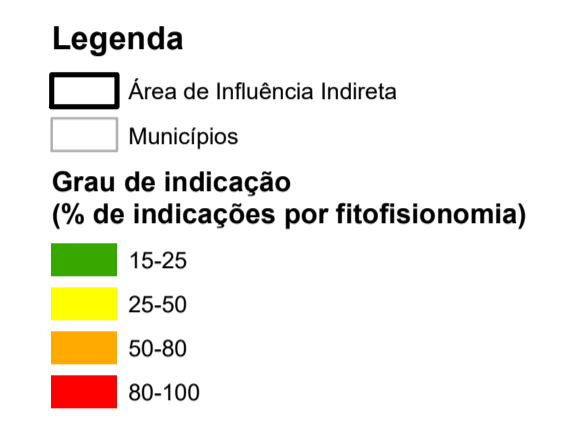 Legenda
Área de Influência Indireta
Municípios
Grau de indicação
(% de indicações por fitofisionomia)
15-25
25-50
50-80
80-100